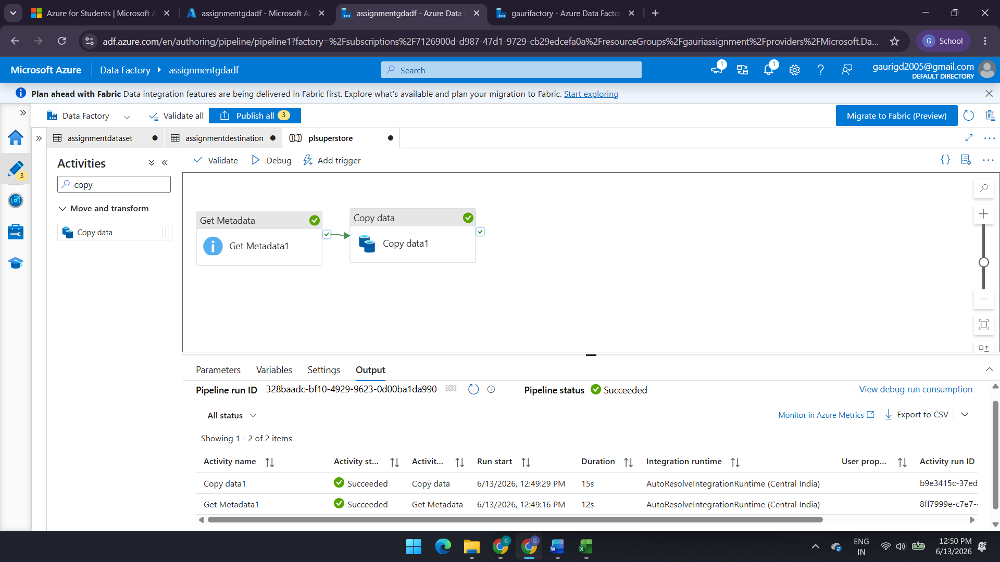 Azure for Students | Microsoft A
assignmentgdadf - Microsoft Az
assignmentgdadf - Azure Data
gaurifactory - Azure Data Facto
adf.azure.com/en/authoring/pipeline/pipeline1?factory=%2Fsubscriptions%2F7126900d-d987-47d1-9729-cb29edcefa0a%2FresourceGroups%2Fgauriassignment%2Fproviders%2FMicrosoft.Da...
G School
Microsoft Azure Data Factory assignmentgdadf
Search
1 1
gaurigd2005@gmail.com
DEFAULT DIRECTORY
Plan ahead with Fabric Data integration features are being delivered in Fabric first. Explore what's available and plan your migration to Fabric. Start exploring
Data Factory Validate all Publish all 3 Migrate to Fabric (Preview)
assignmentdataset assignmentdestination plsuperstore
3
Activities
copy
Move and transform
Copy data
Validate Debug Add trigger
Get Metadata
Get Metadata1
Copy data
Copy data1
Parameters Variables Settings Output
Pipeline run ID 328baadc-bf10-4929-9623-0d00ba1da990 [@] Pipeline status Succeeded View debug run consumption
All status Monitor in Azure Metrics Export to CSV
Showing 1 - 2 of 2 items
Activity name Activity st... Activit... Run start Duration Integration runtime User prop... Activity run ID
Copy data1 Succeeded Copy data 6/13/2026, 12:49:29 PM 15s AutoResolveIntegrationRuntime (Central India) b9e3415c-37ed
Get Metadata1 Succeeded Get Metadata 6/13/2026, 12:49:16 PM 12s AutoResolveIntegrationRuntime (Central India) 8ff7999e-c7e7-
ENG
IN
12:50 PM
6/13/2026